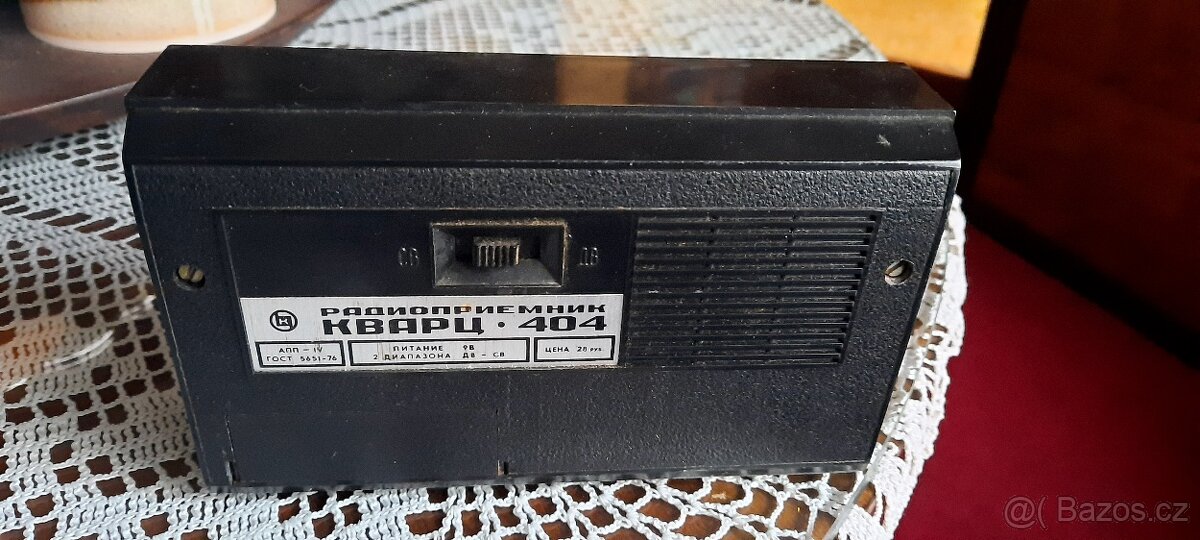 СВ
ДВ
РАДИОПРИЕМНИК
КВАРЦ · 404
АПП - IV
ГОСТ 5651-76
ПИТАНИЕ 9В
2 ДИАПАЗОНА ДВ - СВ
ЦЕНА 28 РУБ
@( Bazos.cz